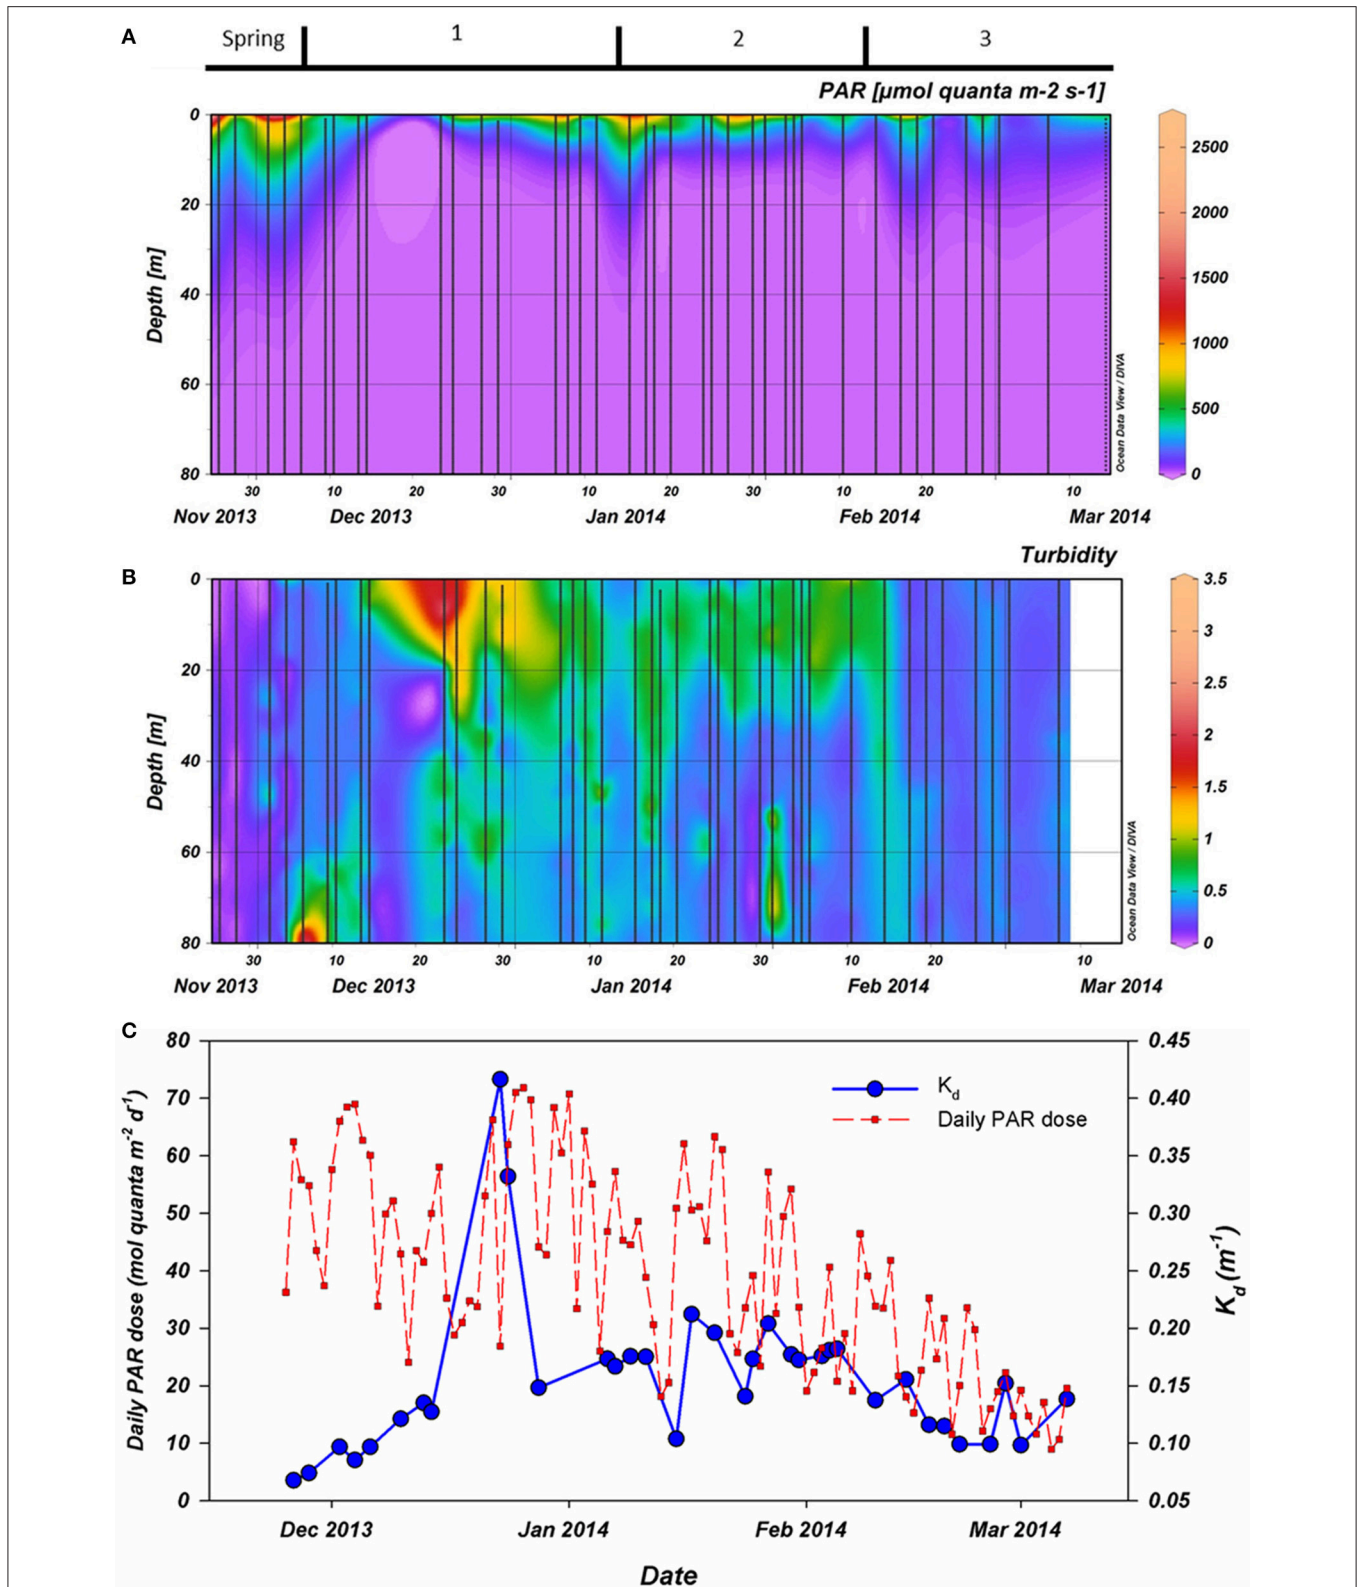 A
Spring 1 2 3
PAR [µmol quanta m-2 s-1]
0
20
40
60
80
Depth [m]
2500
2000
1500
1000
500
0
Ocean Data View / DIVA
30 10 20 30 10 20 30 10 20 10
Nov 2013 Dec 2013 Jan 2014 Feb 2014 Mar 2014
B
Turbidity
0
20
40
60
80
Depth [m]
3.5
3
2.5
2
1.5
1
0.5
0
Ocean Data View / DIVA
30 10 20 30 10 20 30 10 20 10
Nov 2013 Dec 2013 Jan 2014 Feb 2014 Mar 2014
C
80
70
60
50
40
30
20
10
0
Daily PAR dose (mol quanta m-2 d-1)
Kd
Daily PAR dose
0.45
0.40
0.35
0.30
0.25
0.20
0.15
0.10
0.05
Kd (m-1)
Dec 2013 Jan 2014 Feb 2014 Mar 2014
Date